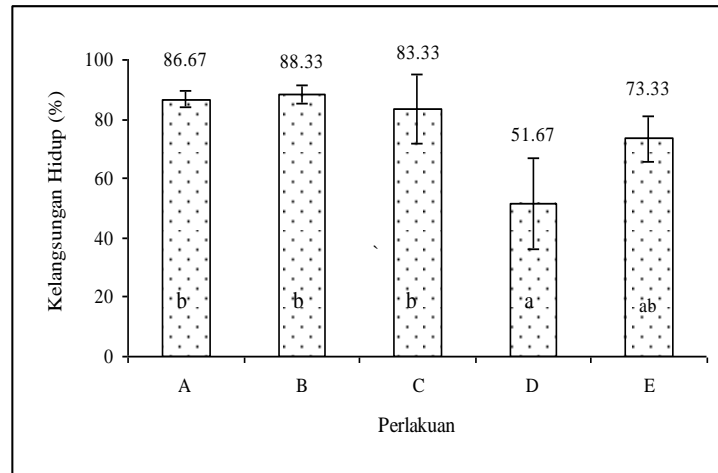 86.67 88.33 83.33 51.67 73.33
Kelangsungan Hidup (%)
100
80
60
40
20
0
b b b a ab
A B C D E
Perlakuan